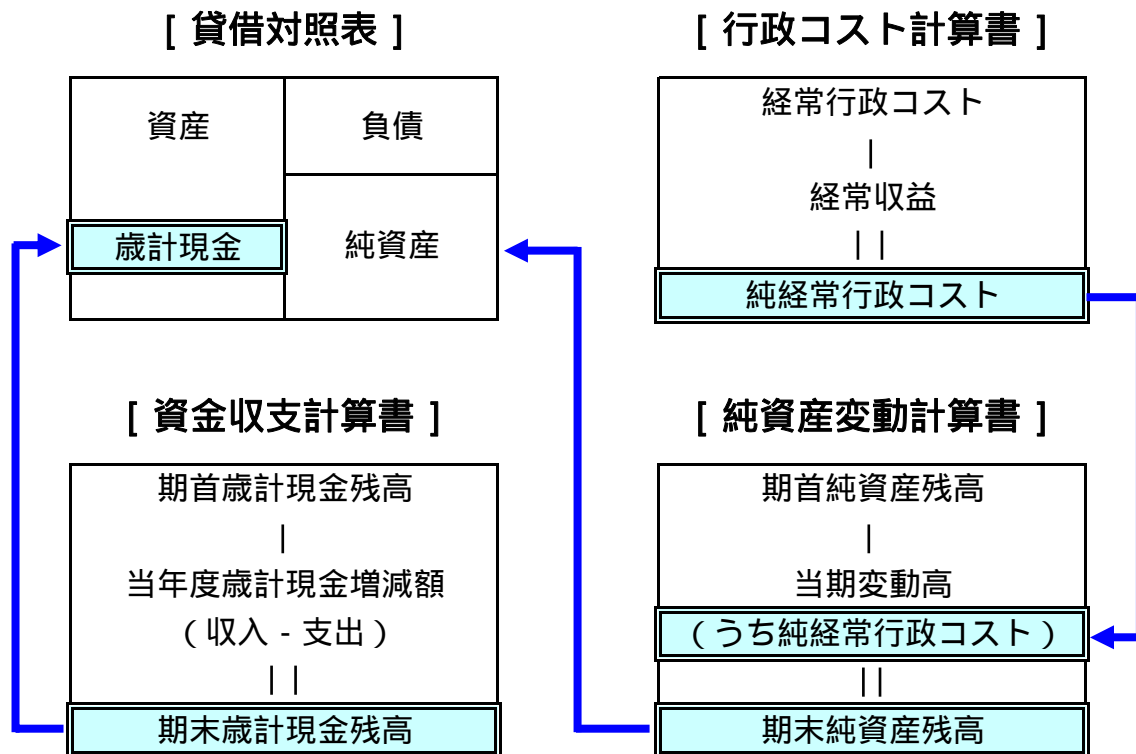 [ 貸借対照表 ]
資産
負債
歳計現金
純資産
[ 行政コスト計算書 ]
経常行政コスト
|
経常収益
||
純経常行政コスト
[ 資金収支計算書 ]
期首歳計現金残高
|
当年度歳計現金増減額
(収入 - 支出)
||
期末歳計現金残高
[ 純資産変動計算書 ]
期首純資産残高
|
当期変動高
(うち純経常行政コスト)
||
期末純資産残高